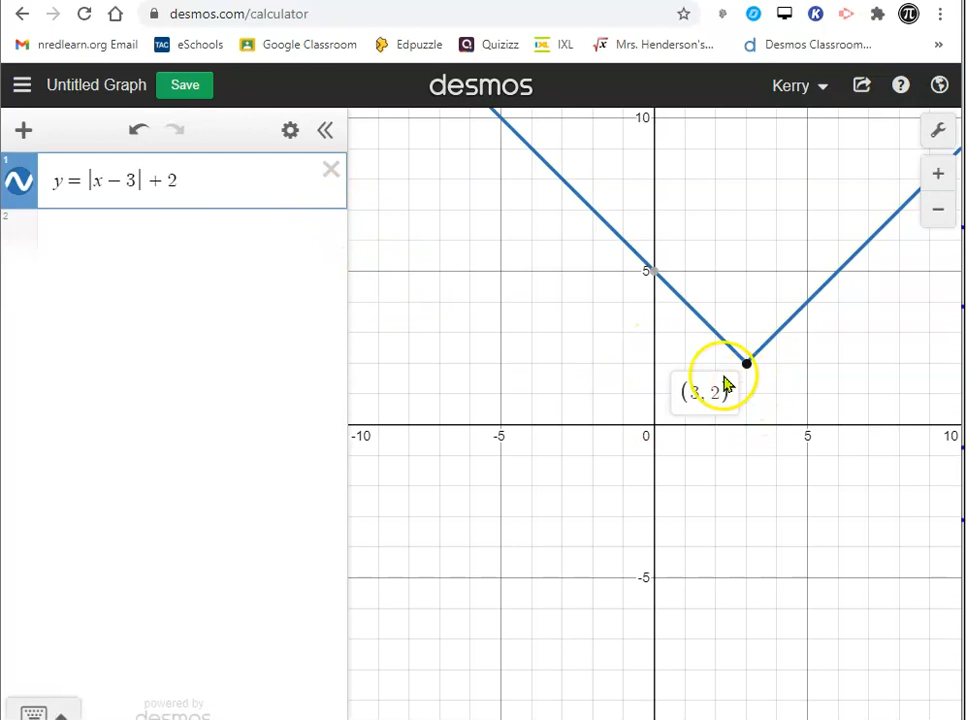 desmos.com/calculator
nredlearn.org Email eSchools Google Classroom Edpuzzle Quizizz IXL Mrs. Henderson's... Desmos Classroom... »
Untitled Graph Save desmos Kerry
1
y = |x − 3| + 2
2
10
5
(3, 2)
-10 -5 0 5 10
-5
powered by
desmos